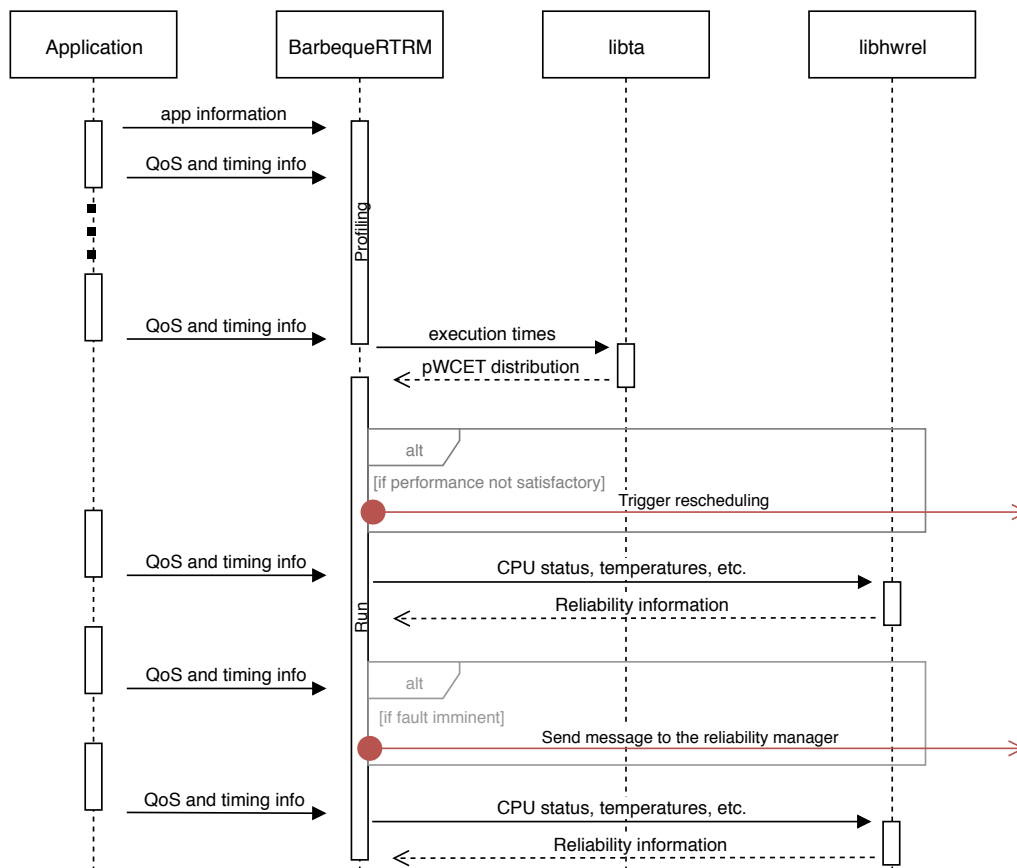 Application
BarbequeRTRM
libta
libhwrel
app information
QoS and timing info
Profiling
QoS and timing info
execution times
pWCET distribution
alt
[if performance not satisfactory]
Trigger rescheduling
QoS and timing info
CPU status, temperatures, etc.
Reliability information
Run
QoS and timing info
alt
[if fault imminent]
Send message to the reliability manager
QoS and timing info
CPU status, temperatures, etc.
Reliability information